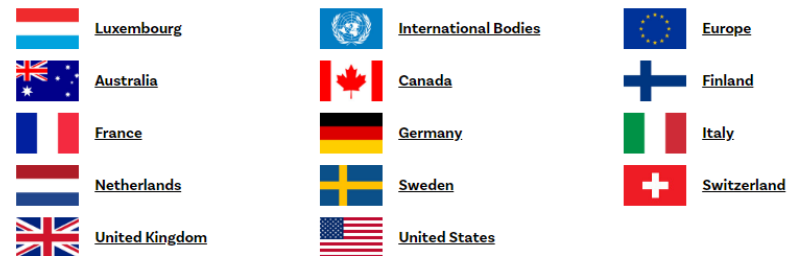 Luxembourg
International Bodies
Europe
Australia
Canada
Finland
France
Germany
Italy
Netherlands
Sweden
Switzerland
United Kingdom
United States